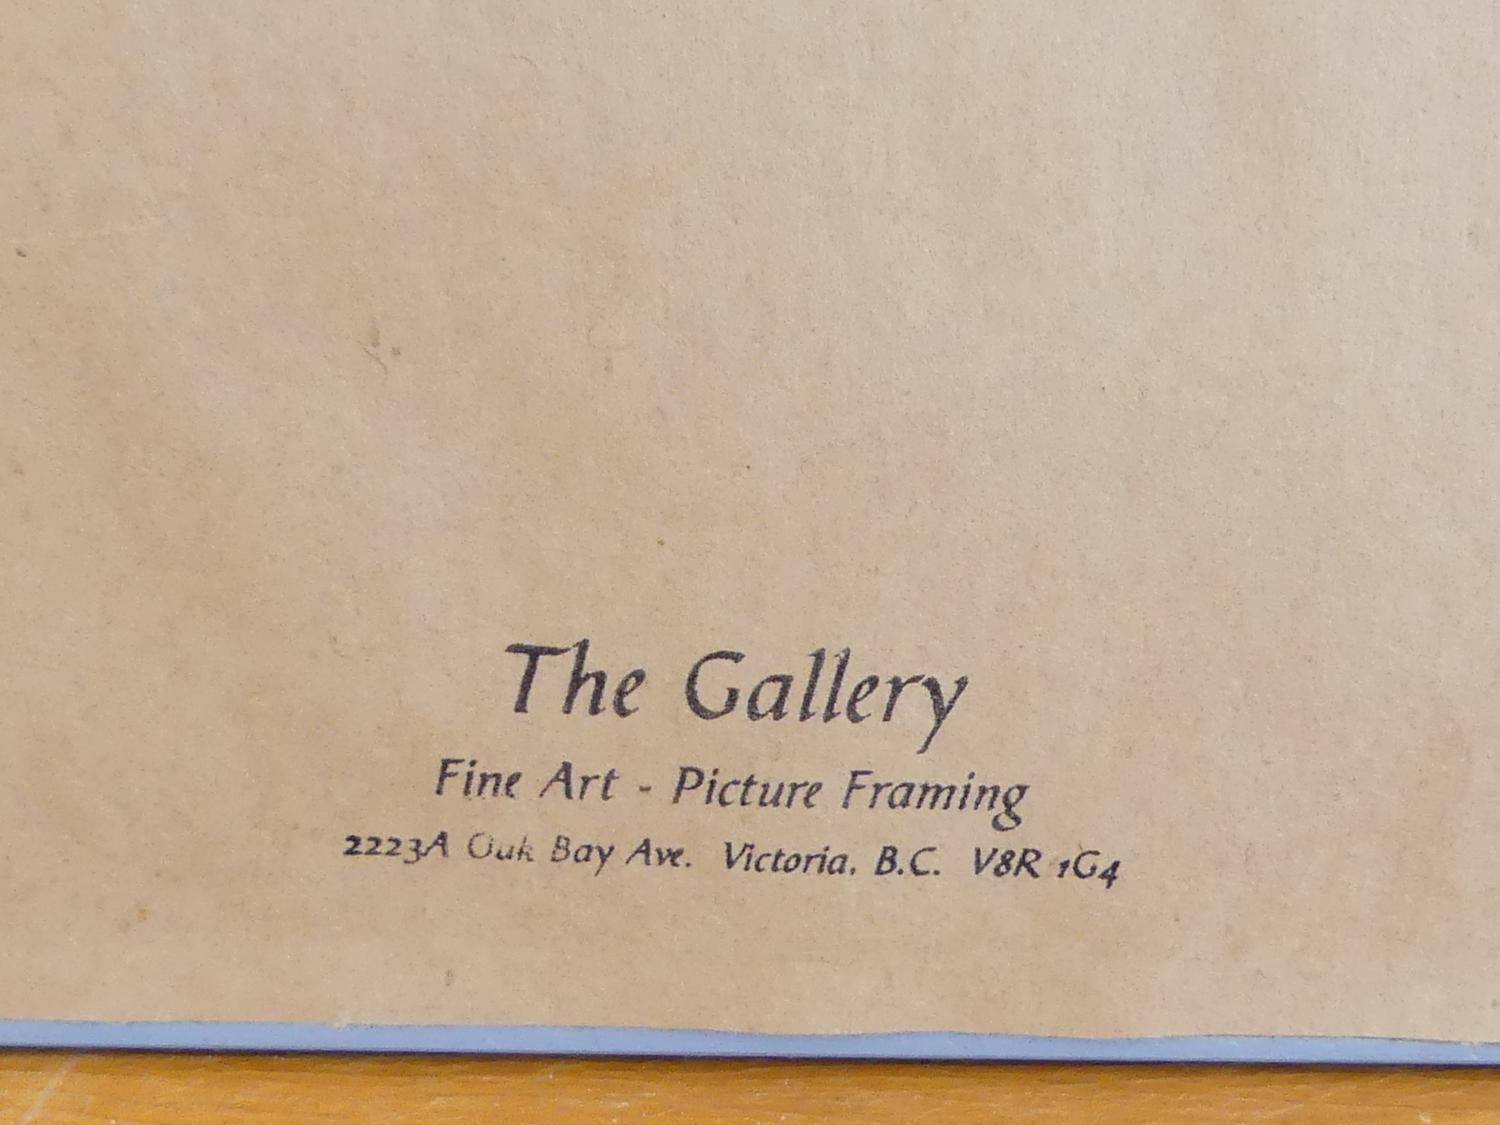 The Gallery
Fine Art - Picture Framing
2223A Oak Bay Ave. Victoria, B.C. V8R 1G4